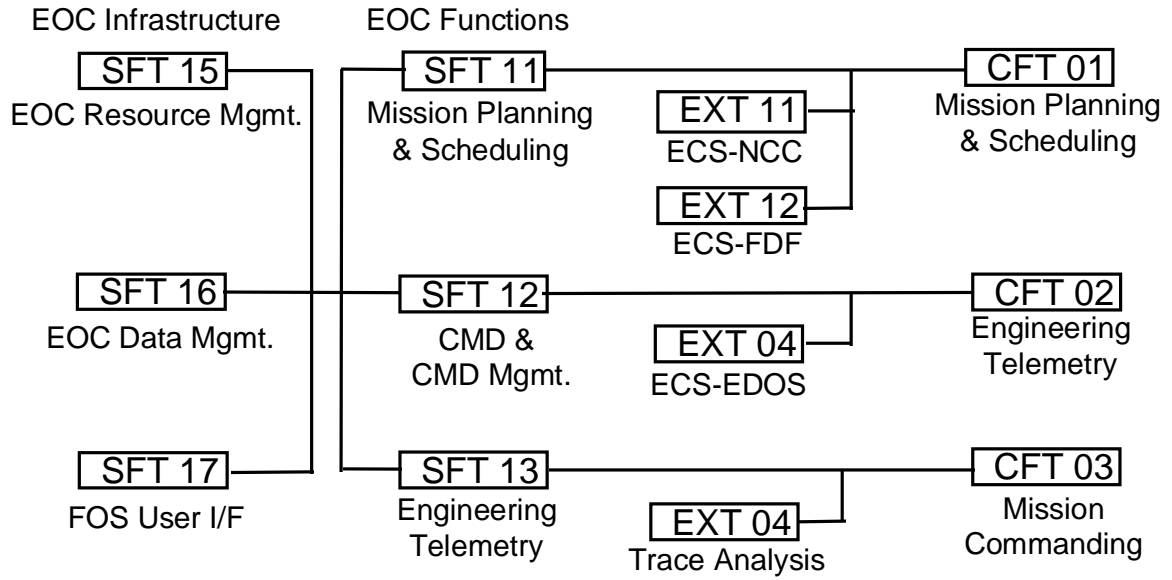 EOC Infrastructure
EOC Functions
SFT 15
EOC Resource Mgmt.
SFT 11
Mission Planning
& Scheduling
EXT 11
ECS-NCC
EXT 12
ECS-FDF
CFT 01
Mission Planning
& Scheduling
SFT 16
EOC Data Mgmt.
SFT 12
CMD &
CMD Mgmt.
EXT 04
ECS-EDOS
CFT 02
Engineering
Telemetry
SFT 17
FOS User I/F
SFT 13
Engineering
Telemetry
EXT 04
Trace Analysis
CFT 03
Mission
Commanding